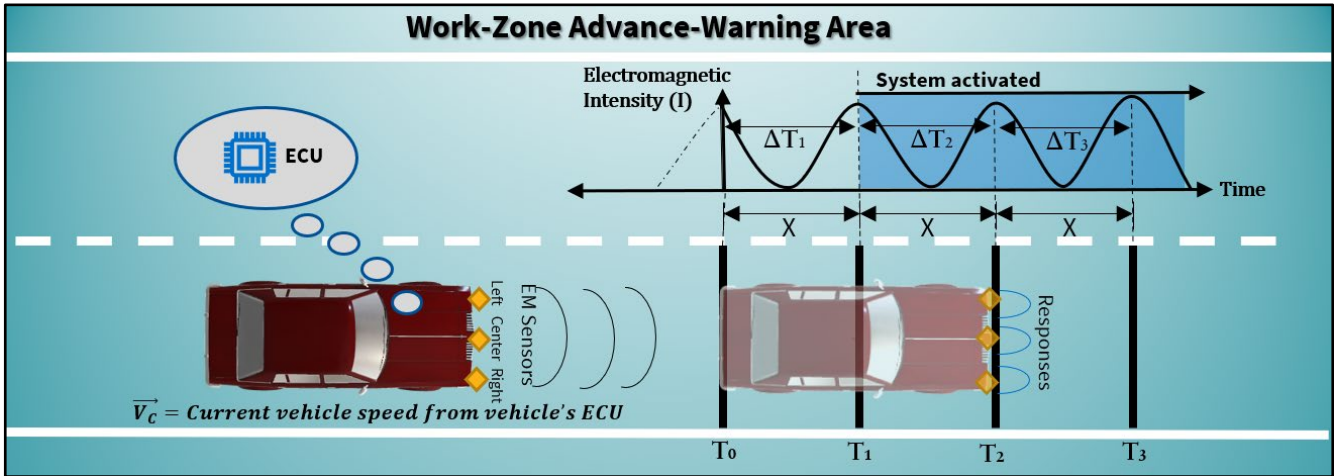 Work-Zone Advance-Warning Area
Electromagnetic
Intensity (I)
System activated
ECU
ΔT₁
ΔT₂
ΔT₃
Time
X
X
X
Left
Center
Right
EM Sensors
Responses
V⃗_C = Current vehicle speed from vehicle's ECU
T₀
T₁
T₂
T₃